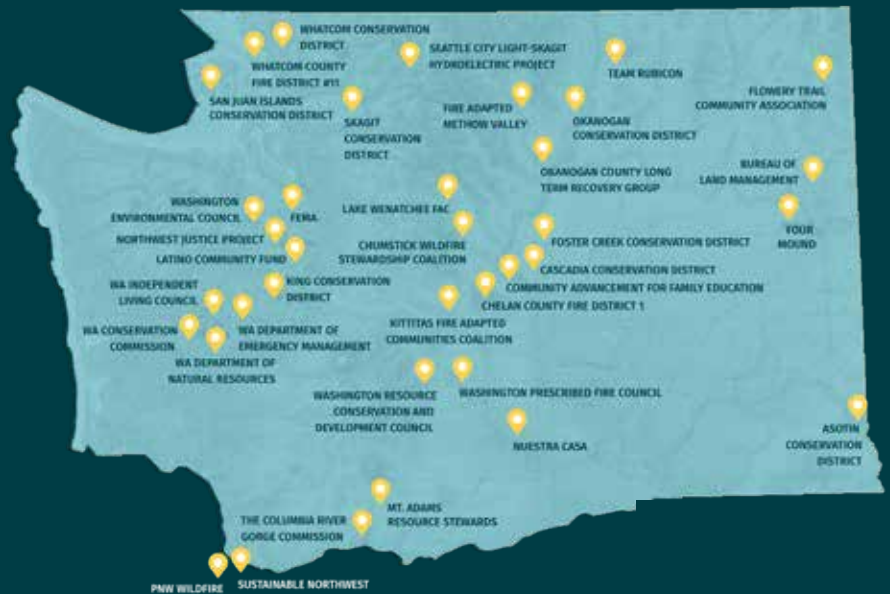 WHATCOM CONSERVATION
DISTRICT
WHATCOM COUNTY
FIRE DISTRICT #11
SAN JUAN ISLANDS
CONSERVATION DISTRICT
SKAGIT
CONSERVATION
DISTRICT
SEATTLE CITY LIGHT-SKAGIT
HYDROELECTRIC PROJECT
FIRE ADAPTED
METHOW VALLEY
TEAM RUBICON
OKANOGAN
CONSERVATION DISTRICT
FLOWERY TRAIL
COMMUNITY ASSOCIATION
OKANOGAN COUNTY LONG
TERM RECOVERY GROUP
BUREAU OF
LAND MANAGEMENT
FOUR
MOUND
WASHINGTON
ENVIRONMENTAL COUNCIL
FEMA
NORTHWEST JUSTICE PROJECT
LATINO COMMUNITY FUND
LAKE WENATCHEE FAC
CHUMSTICK WILDFIRE
STEWARDSHIP COALITION
FOSTER CREEK CONSERVATION DISTRICT
CASCADIA CONSERVATION DISTRICT
COMMUNITY ADVANCEMENT FOR FAMILY EDUCATION
CHELAN COUNTY FIRE DISTRICT 1
KING CONSERVATION
DISTRICT
WA INDEPENDENT
LIVING COUNCIL
WA CONSERVATION
COMMISSION
WA DEPARTMENT OF
EMERGENCY MANAGEMENT
WA DEPARTMENT OF
NATURAL RESOURCES
KITTITAS FIRE ADAPTED
COMMUNITIES COALITION
WASHINGTON RESOURCE
CONSERVATION AND
DEVELOPMENT COUNCIL
WASHINGTON PRESCRIBED FIRE COUNCIL
NUESTRA CASA
ASOTIN
CONSERVATION
DISTRICT
MT. ADAMS
RESOURCE STEWARDS
THE COLUMBIA RIVER
GORGE COMMISSION
SUSTAINABLE NORTHWEST
PNW WILDFIRE